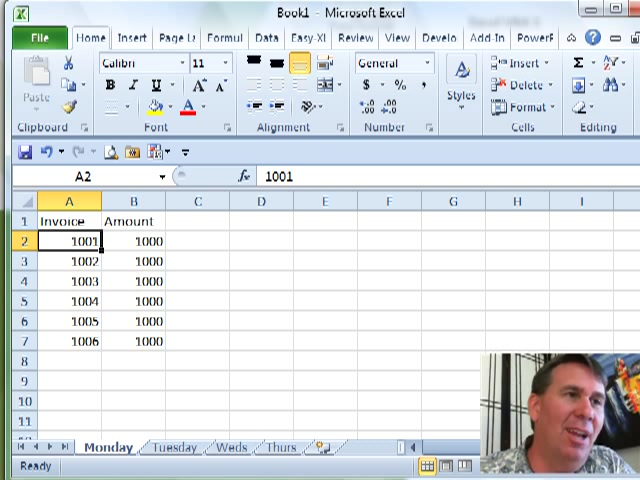 Book1 - Microsoft Excel
File Home Insert Page L Formul Data Easy-Xl Review View Develo Add-In PowerF
Paste
Clipboard
Calibri 11
B I U A A
A
Font
Alignment
General
$ % ,
Number
A
Styles
Insert
Delete
Format
Cells
Σ
Editing
A2 fx 1001
A B C D E F G H I
1 Invoice Amount
2 1001 1000
3 1002 1000
4 1003 1000
5 1004 1000
6 1005 1000
7 1006 1000
8
9
10
11
Monday Tuesday Weds Thurs
Ready